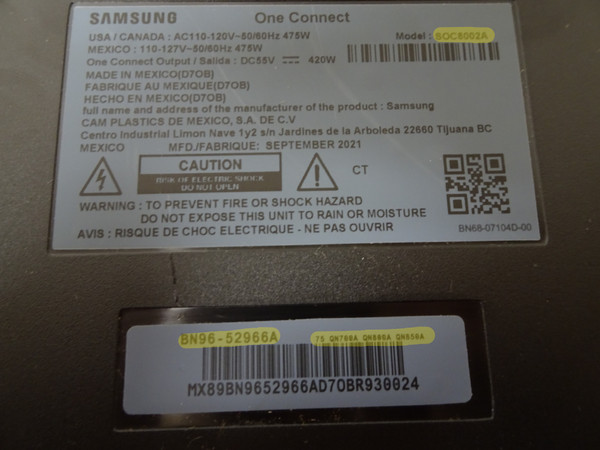 SAMSUNG One Connect
USA / CANADA : AC110-120V~50/60Hz 475W
MEXICO : 110-127V~50/60Hz 475W
Model : SOC8002A
One Connect Output / Salida : DC55V 420W
MADE IN MEXICO(D7OB)
FABRIQUE AU MEXIQUE(D7OB)
HECHO EN MEXICO(D7OB)
full name and address of the manufacturer of the product : Samsung
CAM PLASTICS DE MEXICO, S.A. DE C.V
Centro Industrial Limon Nave 1y2 s/n Jardines de la Arboleda 22660 Tijuana BC
MEXICO MFD./FABRIQUE: SEPTEMBER 2021
CAUTION
RISK OF ELECTRIC SHOCK
DO NOT OPEN
CT
WARNING : TO PREVENT FIRE OR SHOCK HAZARD
DO NOT EXPOSE THIS UNIT TO RAIN OR MOISTURE
AVIS : RISQUE DE CHOC ELECTRIQUE - NE PAS OUVRIR
BN68-07104D-00
BN96-52966A 75 QN780A QN880A QN850A
MX89BN9652966AD7OBR930024